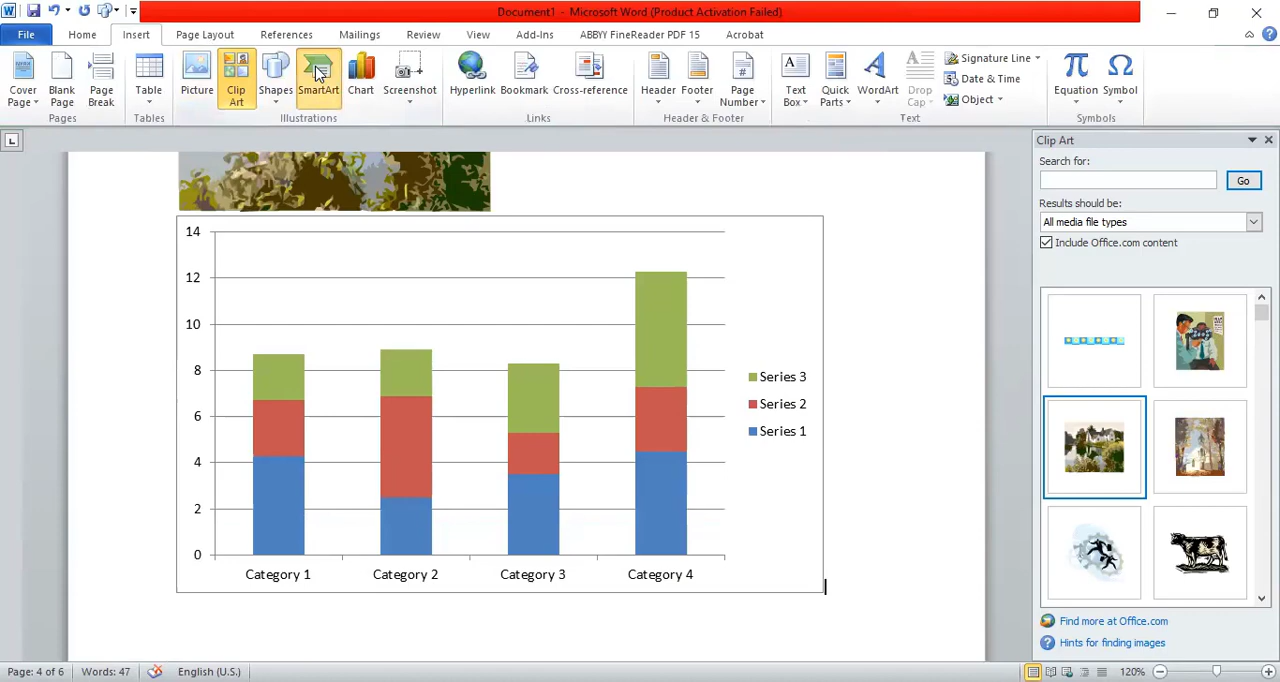 Document1 - Microsoft Word (Product Activation Failed)
File Home Insert Page Layout References Mailings Review View Add-Ins ABBYY FineReader PDF 15 Acrobat
Cover Page
Blank Page
Page Break
Table
Picture
Clip Art
Shapes
SmartArt
Chart
Screenshot
Hyperlink
Bookmark
Cross-reference
Header
Footer
Page Number
Text Box
Quick Parts
WordArt
Drop Cap
Signature Line
Date & Time
Object
Equation
Symbol
Pages Tables Illustrations Links Header & Footer Text Symbols
Clip Art
Search for:
Go
Results should be:
All media file types
Include Office.com content
Find more at Office.com
Hints for finding images
14
12
10
8
6
4
2
0
Category 1 Category 2 Category 3 Category 4
Series 3
Series 2
Series 1
Page: 4 of 6 Words: 47 English (U.S.) 120%